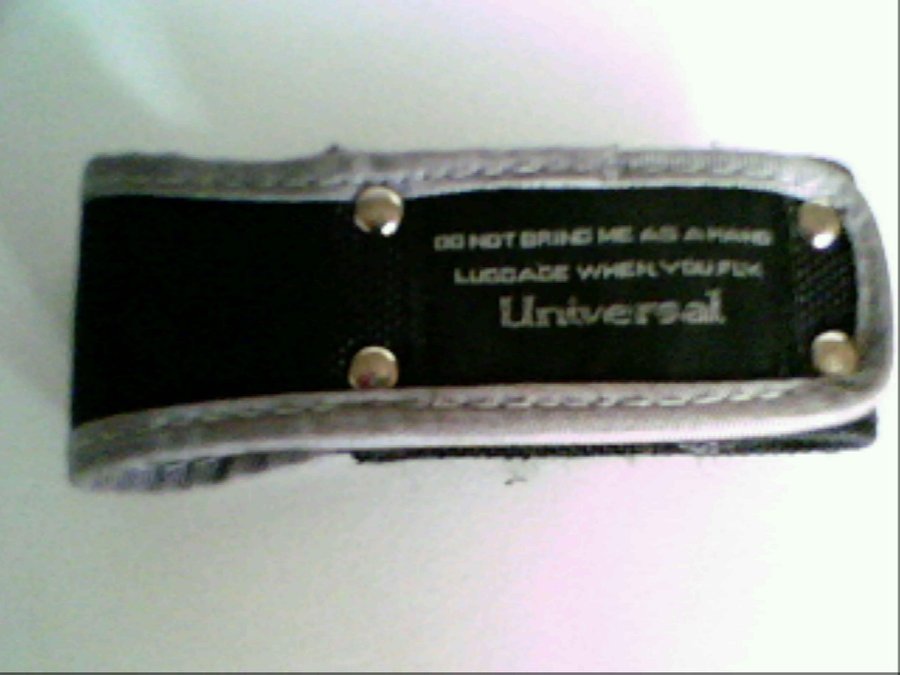 DO NOT BRING ME AS A HAND
LUGGAGE WHEN YOU FLY
Universal